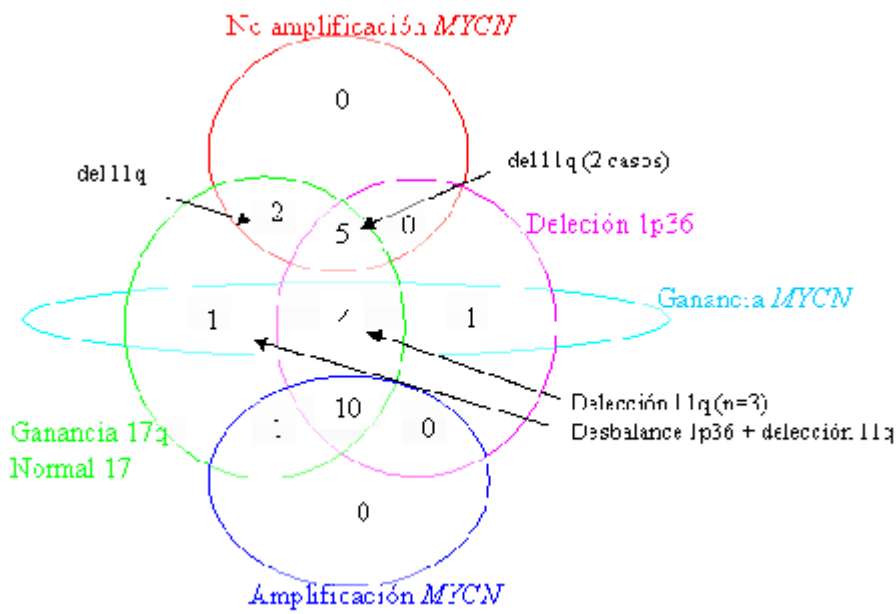 No amplificación MYCN
0
del11q (2 casos)
del11q
2
5
0
Deleción 1p36
Ganancia MYCN
1
1
Delección 11q (n=3)
Desbalance 1p36 + delección 11q
10
0
Ganancia 17q
Normal 17
0
Amplificación MYCN